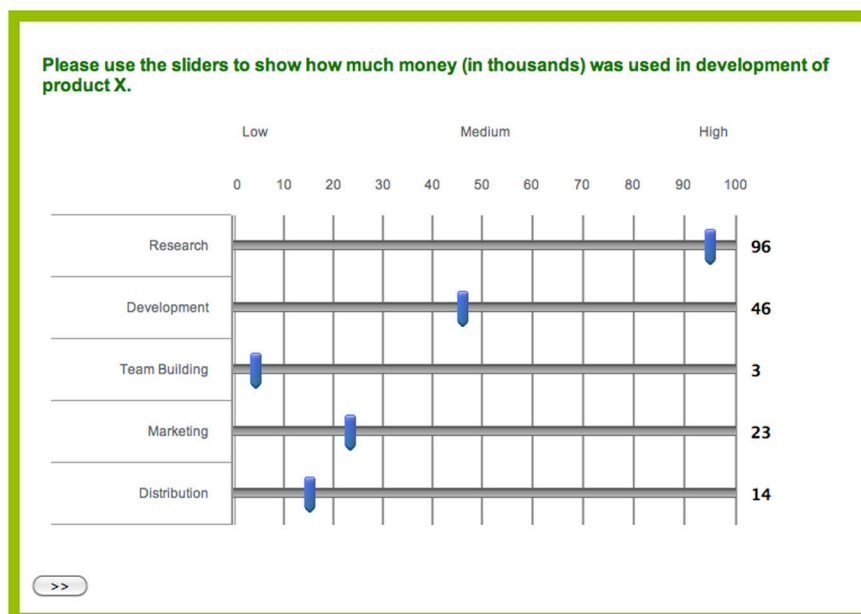 Please use the sliders to show how much money (in thousands) was used in development of
product X.
Low Medium High
0 10 20 30 40 50 60 70 80 90 100
Research 96
Development 46
Team Building 3
Marketing 23
Distribution 14
>>